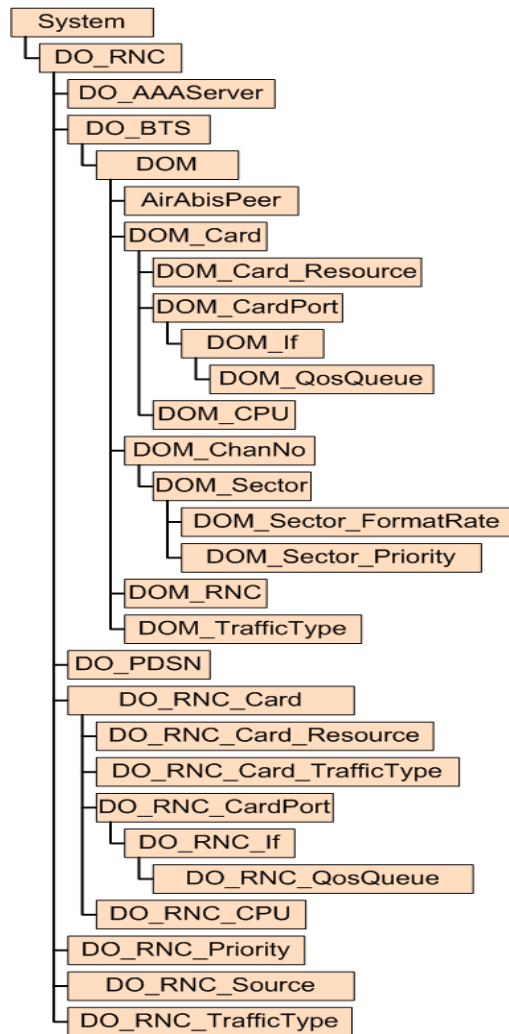 System
DO_RNC
DO_AAAServer
DO_BTS
DOM
AirAbisPeer
DOM_Card
DOM_Card_Resource
DOM_CardPort
DOM_If
DOM_QosQueue
DOM_CPU
DOM_ChanNo
DOM_Sector
DOM_Sector_FormatRate
DOM_Sector_Priority
DOM_RNC
DOM_TrafficType
DO_PDSN
DO_RNC_Card
DO_RNC_Card_Resource
DO_RNC_Card_TrafficType
DO_RNC_CardPort
DO_RNC_If
DO_RNC_QosQueue
DO_RNC_CPU
DO_RNC_Priority
DO_RNC_Source
DO_RNC_TrafficType